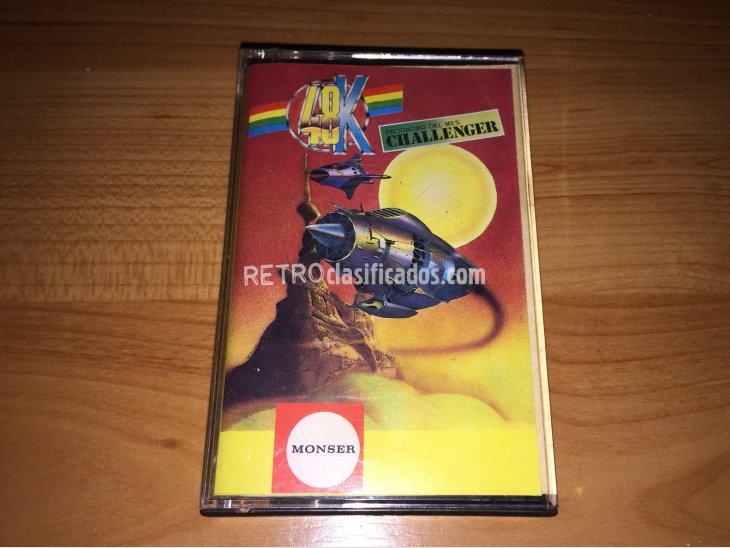 48K
PROGRAMA DEL MES
CHALLENGER
RETROclasificados.com
MONSER